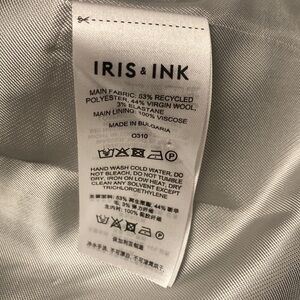 IRIS & INK
MAIN FABRIC: 53% RECYCLED
POLYESTER, 44% VIRGIN WOOL,
3% ELASTANE
MAIN LINING: 100% VISCOSE
MADE IN BULGARIA
O310
HAND WASH COLD WATER. DO
NOT BLEACH. DO NOT TUMBLE
DRY. IRON ON LOW HEAT. DRY
CLEAN ANY SOLVENT EXCEPT
TRICHLOROETHYLENE